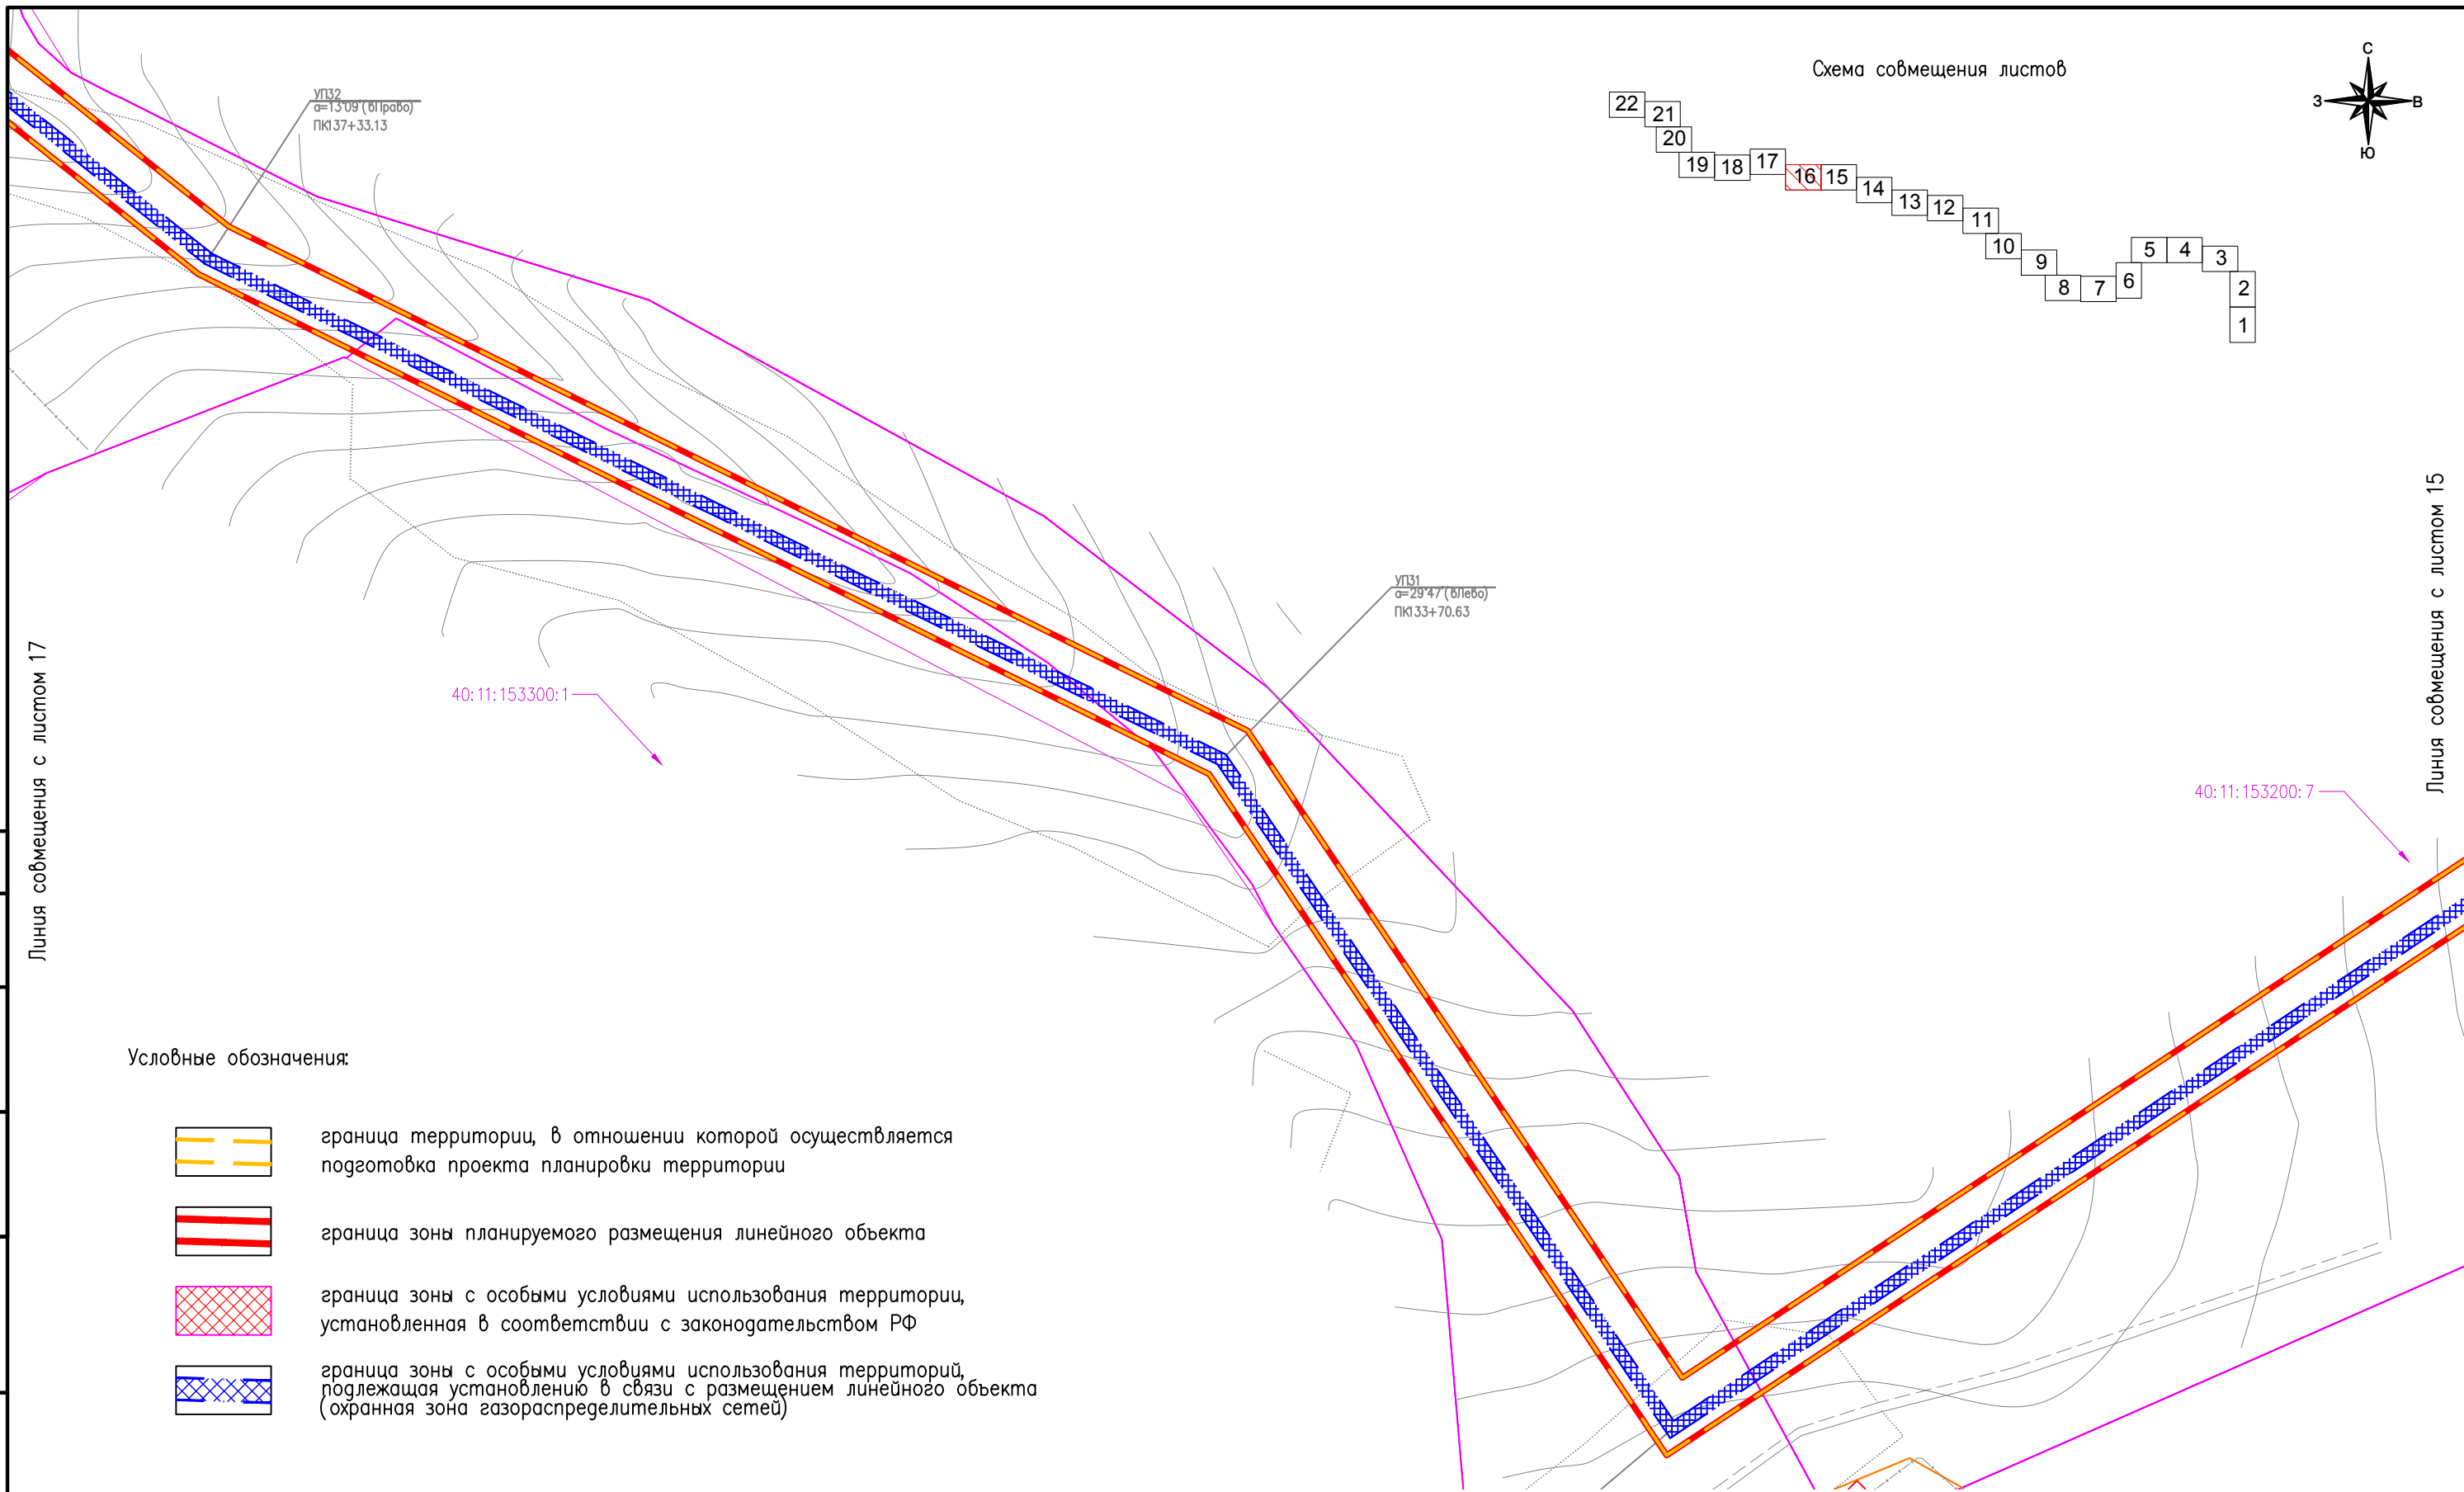 УП32
α=13°09'(вПраво)
ПК137+33.13
Схема совмещения листов
С
З
В
Ю
22
21
20
19
18
17
16
15
14
13
12
11
10
9
8
7
6
5
4
3
2
1
УП31
α=29°47'(вЛево)
ПК133+70.63
Линия совмещения с листом 17
Линия совмещения с листом 15
40:11:153300:1
40:11:153200:7
Условные обозначения:
граница территории, в отношении которой осуществляется
подготовка проекта планировки территории
граница зоны планируемого размещения линейного объекта
граница зоны с особыми условиями использования территории,
установленная в соответствии с законодательством РФ
граница зоны с особыми условиями использования территорий,
подлежащая установлению в связи с размещением линейного объекта
(охранная зона газораспределительных сетей)